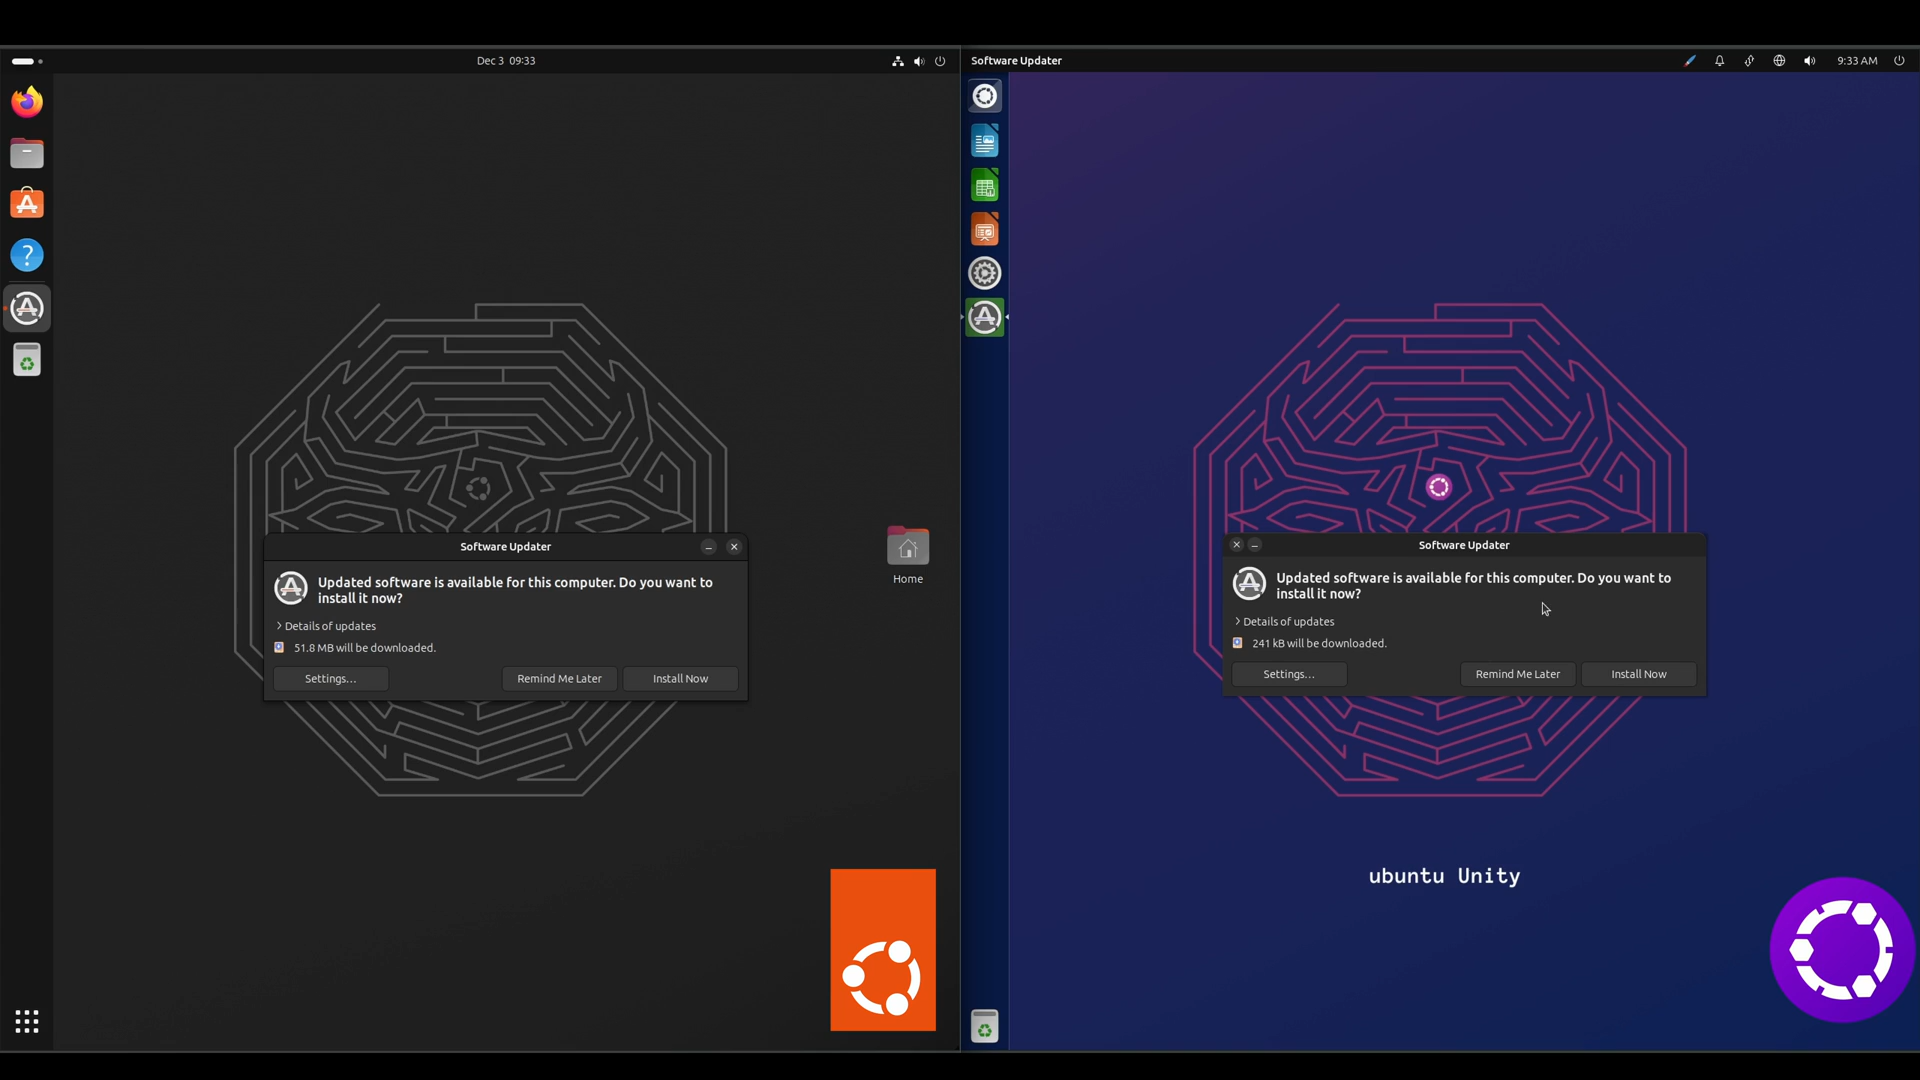 Dec 3 09:33
Home
Software Updater
Updated software is available for this computer. Do you want to
install it now?
Details of updates
51.8 MB will be downloaded.
Settings...
Remind Me Later
Install Now
Software Updater
9:33 AM
Software Updater
Updated software is available for this computer. Do you want to
install it now?
Details of updates
241 kB will be downloaded.
Settings...
Remind Me Later
Install Now
ubuntu Unity